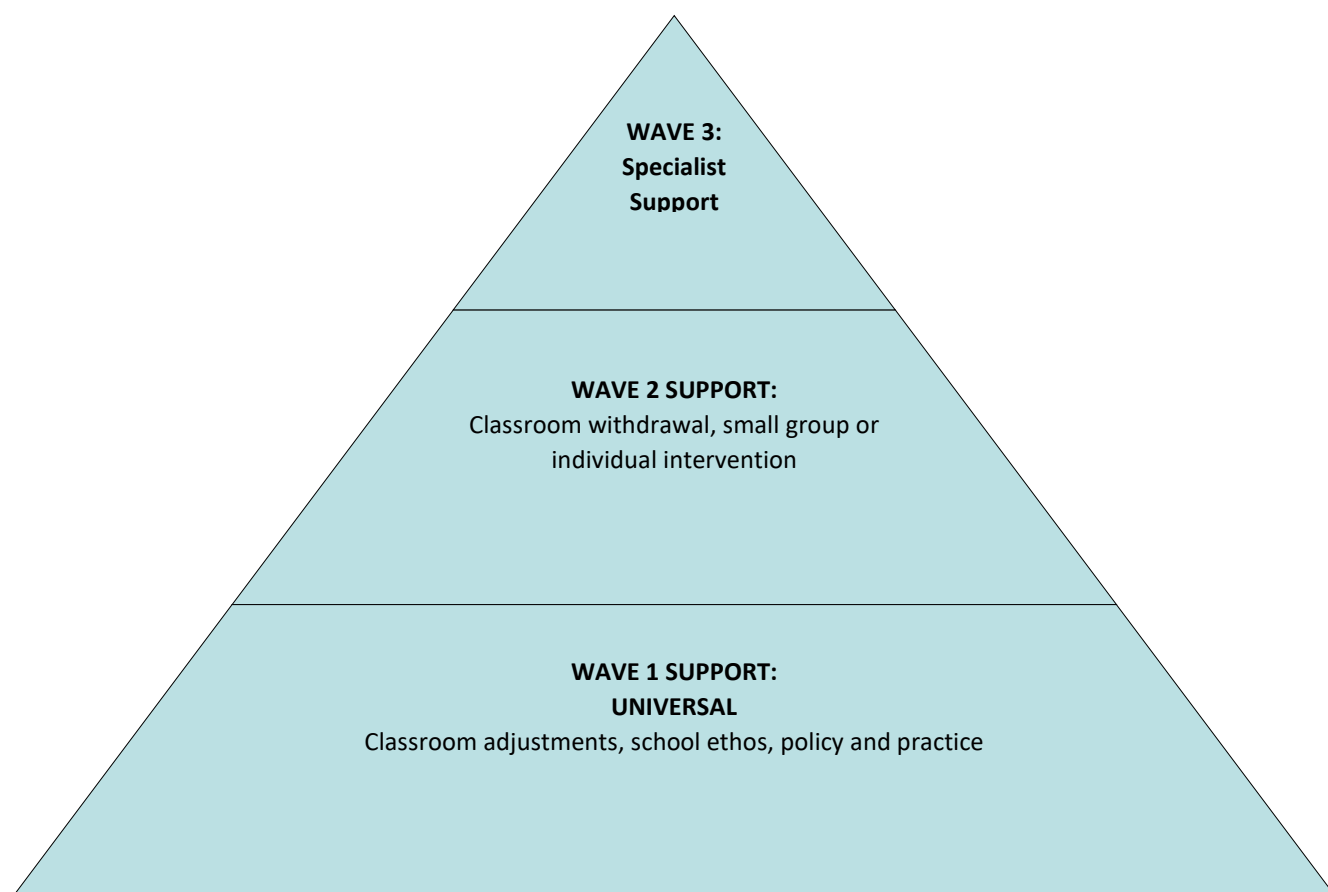 WAVE 3:
Specialist
Support
WAVE 2 SUPPORT:
Classroom withdrawal, small group or
individual intervention
WAVE 1 SUPPORT:
UNIVERSAL
Classroom adjustments, school ethos, policy and practice